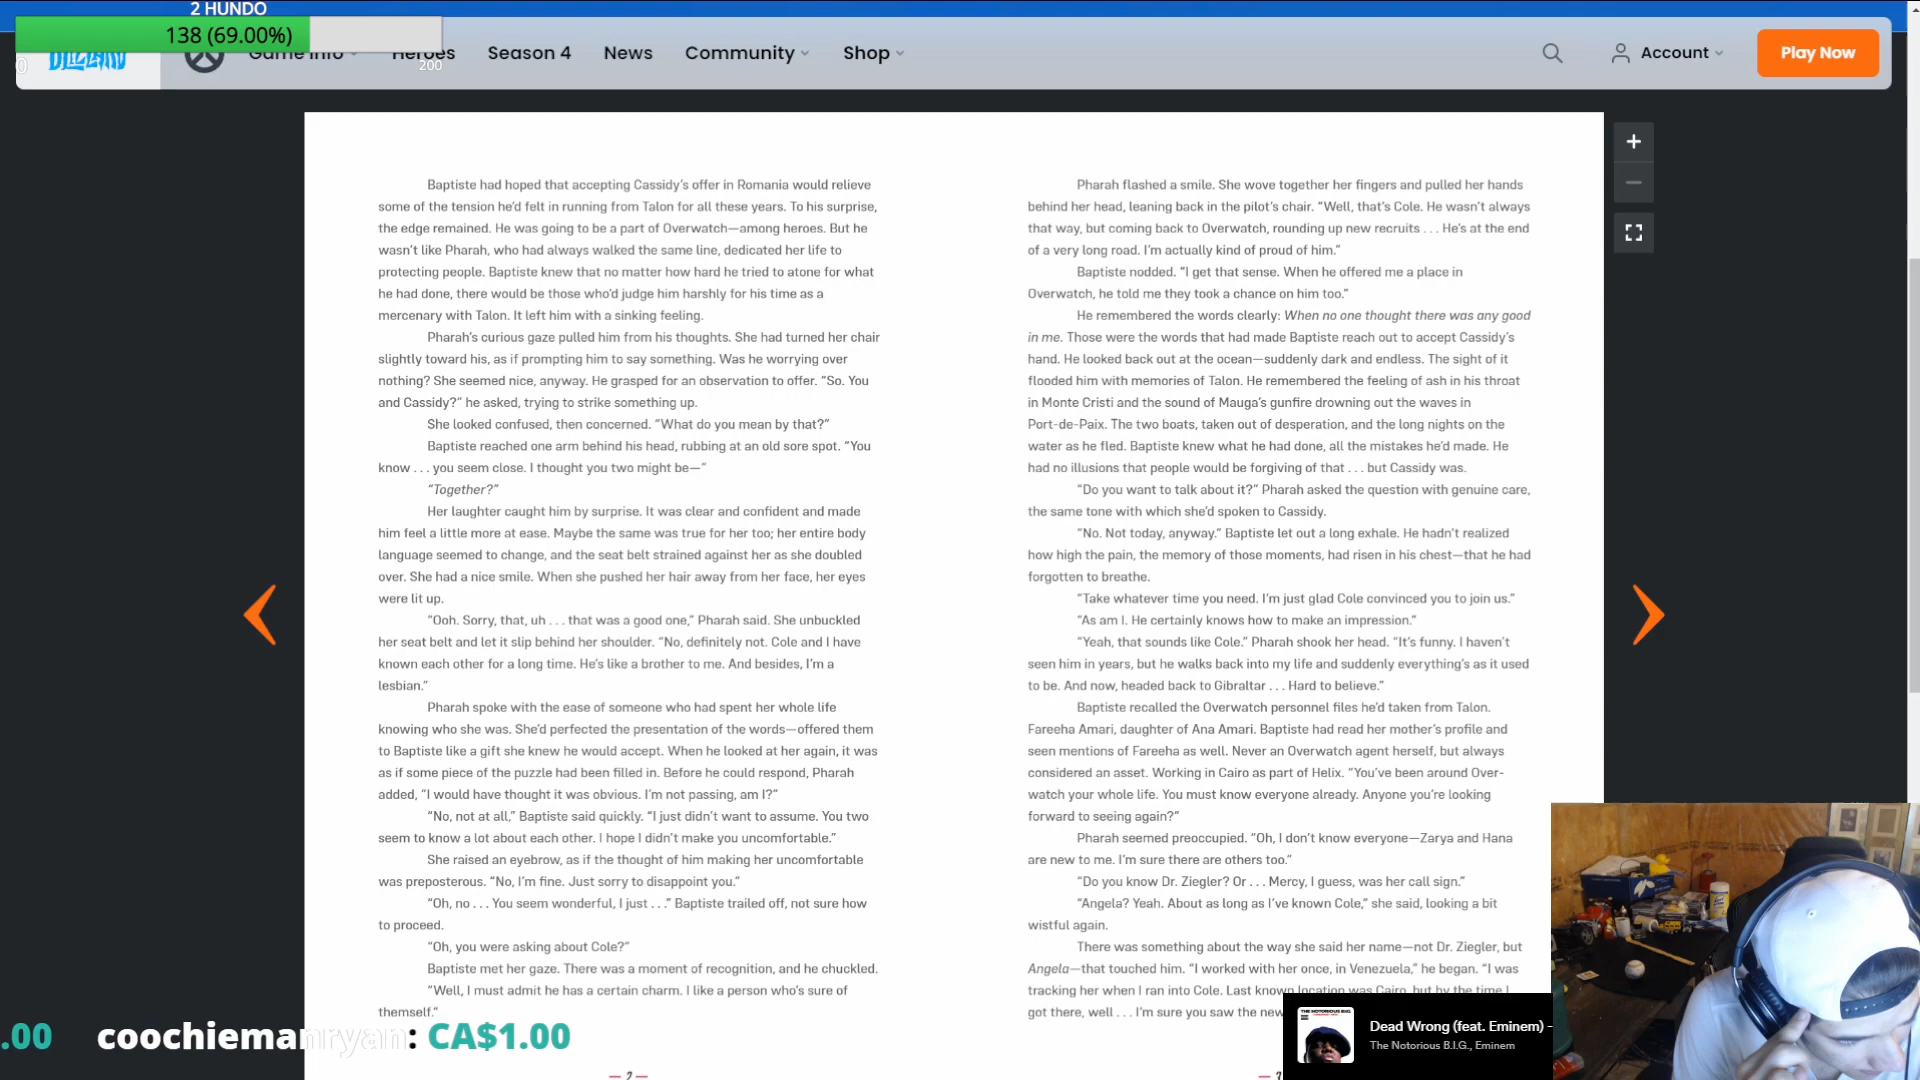 2 HUNDO
138 (69.00%)
0
200
BLIZZARD
Game Info
Heroes
Season 4
News
Community
Shop
Account
Play Now
Baptiste had hoped that accepting Cassidy’s offer in Romania would relieve
some of the tension he’d felt in running from Talon for all these years. To his surprise,
the edge remained. He was going to be a part of Overwatch—among heroes. But he
wasn’t like Pharah, who had always walked the same line, dedicated her life to
protecting people. Baptiste knew that no matter how hard he tried to atone for what
he had done, there would be those who’d judge him harshly for his time as a
mercenary with Talon. It left him with a sinking feeling.
Pharah’s curious gaze pulled him from his thoughts. She had turned her chair
slightly toward his, as if prompting him to say something. Was he worrying over
nothing? She seemed nice, anyway. He grasped for an observation to offer. “So. You
and Cassidy?” he asked, trying to strike something up.
She looked confused, then concerned. “What do you mean by that?”
Baptiste reached one arm behind his head, rubbing at an old sore spot. “You
know . . . you seem close. I thought you two might be—”
“Together?”
Her laughter caught him by surprise. It was clear and confident and made
him feel a little more at ease. Maybe the same was true for her too; her entire body
language seemed to change, and the seat belt strained against her as she doubled
over. She had a nice smile. When she pushed her hair away from her face, her eyes
were lit up.
“Ooh. Sorry, that, uh . . . that was a good one,” Pharah said. She unbuckled
her seat belt and let it slip behind her shoulder. “No, definitely not. Cole and I have
known each other for a long time. He’s like a brother to me. And besides, I’m a
lesbian.”
Pharah spoke with the ease of someone who had spent her whole life
knowing who she was. She’d perfected the presentation of the words—offered them
to Baptiste like a gift she knew he would accept. When he looked at her again, it was
as if some piece of the puzzle had been filled in. Before he could respond, Pharah
added, “I would have thought it was obvious. I’m not passing, am I?”
“No, not at all,” Baptiste said quickly. “I just didn’t want to assume. You two
seem to know a lot about each other. I hope I didn’t make you uncomfortable.”
She raised an eyebrow, as if the thought of him making her uncomfortable
was preposterous. “No, I’m fine. Just sorry to disappoint you.”
“Oh, no . . . You seem wonderful, I just . . .” Baptiste trailed off, not sure how
to proceed.
“Oh, you were asking about Cole?”
Baptiste met her gaze. There was a moment of recognition, and he chuckled.
“Well, I must admit he has a certain charm. I like a person who’s sure of
themself.”
— 2 —
Pharah flashed a smile. She wove together her fingers and pulled her hands
behind her head, leaning back in the pilot’s chair. “Well, that’s Cole. He wasn’t always
that way, but coming back to Overwatch, rounding up new recruits . . . He’s at the end
of a very long road. I’m actually kind of proud of him.”
Baptiste nodded. “I get that sense. When he offered me a place in
Overwatch, he told me they took a chance on him too.”
He remembered the words clearly: When no one thought there was any good
in me. Those were the words that had made Baptiste reach out to accept Cassidy’s
hand. He looked back out at the ocean—suddenly dark and endless. The sight of it
flooded him with memories of Talon. He remembered the feeling of ash in his throat
in Monte Cristi and the sound of Mauga’s gunfire drowning out the waves in
Port-de-Paix. The two boats, taken out of desperation, and the long nights on the
water as he fled. Baptiste knew what he had done, all the mistakes he’d made. He
had no illusions that people would be forgiving of that . . . but Cassidy was.
“Do you want to talk about it?” Pharah asked the question with genuine care,
the same tone with which she’d spoken to Cassidy.
“No. Not today, anyway.” Baptiste let out a long exhale. He hadn’t realized
how high the pain, the memory of those moments, had risen in his chest—that he had
forgotten to breathe.
“Take whatever time you need. I’m just glad Cole convinced you to join us.”
“As am I. He certainly knows how to make an impression.”
“Yeah, that sounds like Cole.” Pharah shook her head. “It’s funny. I haven’t
seen him in years, but he walks back into my life and suddenly everything’s as it used
to be. And now, headed back to Gibraltar . . . Hard to believe.”
Baptiste recalled the Overwatch personnel files he’d taken from Talon.
Fareeha Amari, daughter of Ana Amari. Baptiste had read her mother’s profile and
seen mentions of Fareeha as well. Never an Overwatch agent herself, but always
considered an asset. Working in Cairo as part of Helix. “You’ve been around Over-
watch your whole life. You must know everyone already. Anyone you’re looking
forward to seeing again?”
Pharah seemed preoccupied. “Oh, I don’t know everyone—Zarya and Hana
are new to me. I’m sure there are others too.”
“Do you know Dr. Ziegler? Or . . . Mercy, I guess, was her call sign.”
“Angela? Yeah. About as long as I’ve known Cole,” she said, looking a bit
wistful again.
There was something about the way she said her name—not Dr. Ziegler, but
Angela—that touched him. “I worked with her once, in Venezuela,” he began. “I was
tracking her when I ran into Cole. Last known location was Cairo, but by the time I
got there, well . . . I’m sure you saw the new
.00 coochiemanryan: CA$1.00
Dead Wrong (feat. Eminem) -
The Notorious B.I.G., Eminem